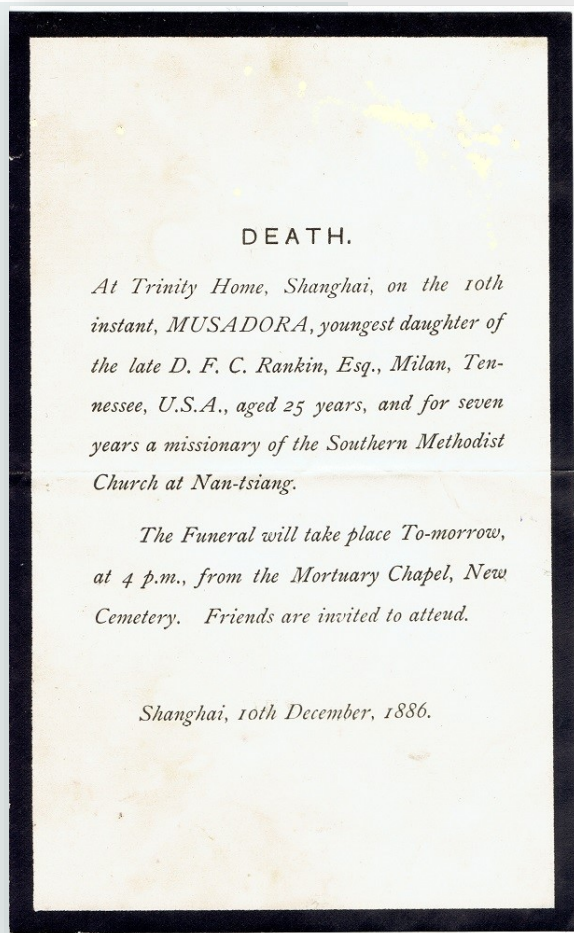 DEATH.
At Trinity Home, Shanghai, on the 10th
instant, MUSADORA, youngest daughter of
the late D. F. C. Rankin, Esq., Milan, Ten-
nessee, U.S.A., aged 25 years, and for seven
years a missionary of the Southern Methodist
Church at Nan-tsiang.
The Funeral will take place To-morrow,
at 4 p.m., from the Mortuary Chapel, New
Cemetery. Friends are invited to atteud.
Shanghai, 10th December, 1886.